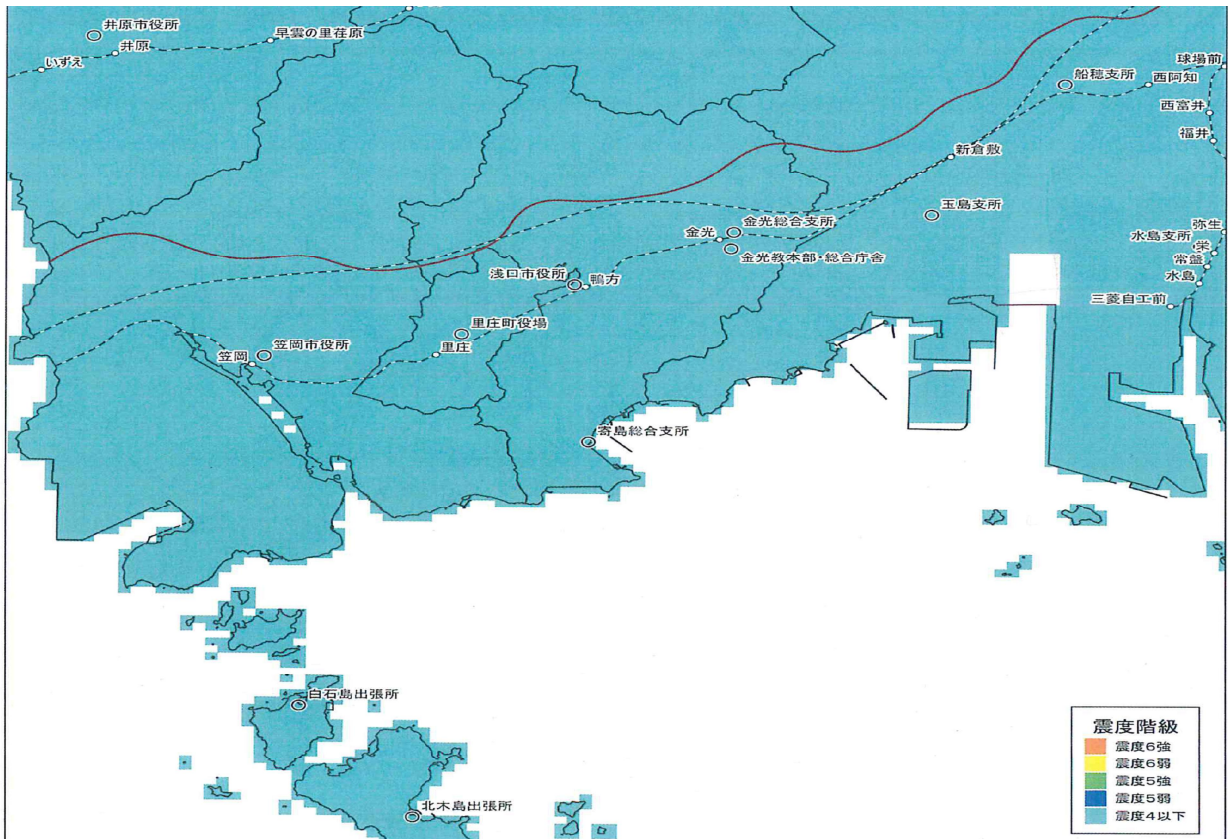 井原市役所
井原
いずえ
早雲の里荏原
球場前
船穂支所
西阿知
西富井
福井
新倉敷
玉島支所
弥生
水島支所
栄
常盤
水島
三菱自工前
金光総合支所
金光
金光教本部・総合庁舎
浅口市役所
鴨方
里庄町役場
里庄
笠岡市役所
笠岡
寄島総合支所
白石島出張所
北木島出張所
震度階級
震度6強
震度6弱
震度5強
震度5弱
震度4以下